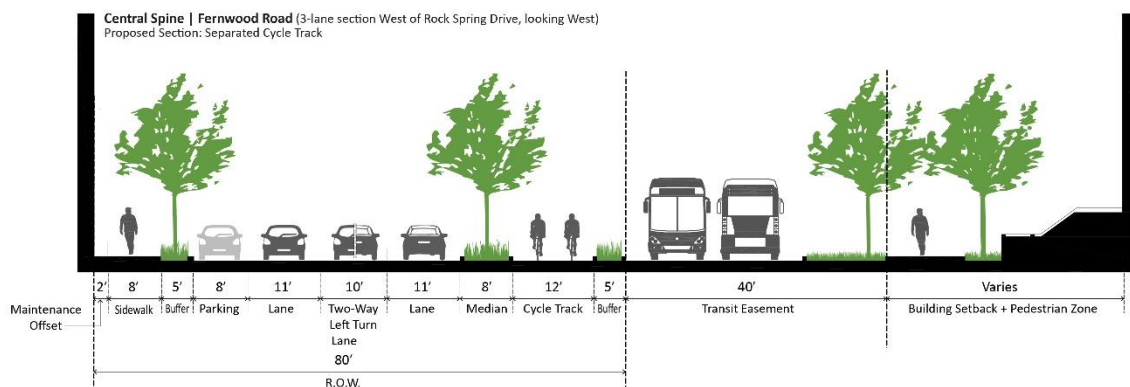 Central Spine | Fernwood Road (3-lane section West of Rock Spring Drive, looking West)
Proposed Section: Separated Cycle Track
2' 8' 5' 8' 11' 10' 11' 8' 12' 5' 40' Varies
Maintenance Offset
Sidewalk
Buffer
Parking
Lane
Two-Way
Left Turn
Lane
Lane
Median
Cycle Track
Buffer
Transit Easement
Building Setback + Pedestrian Zone
80'
R.O.W.